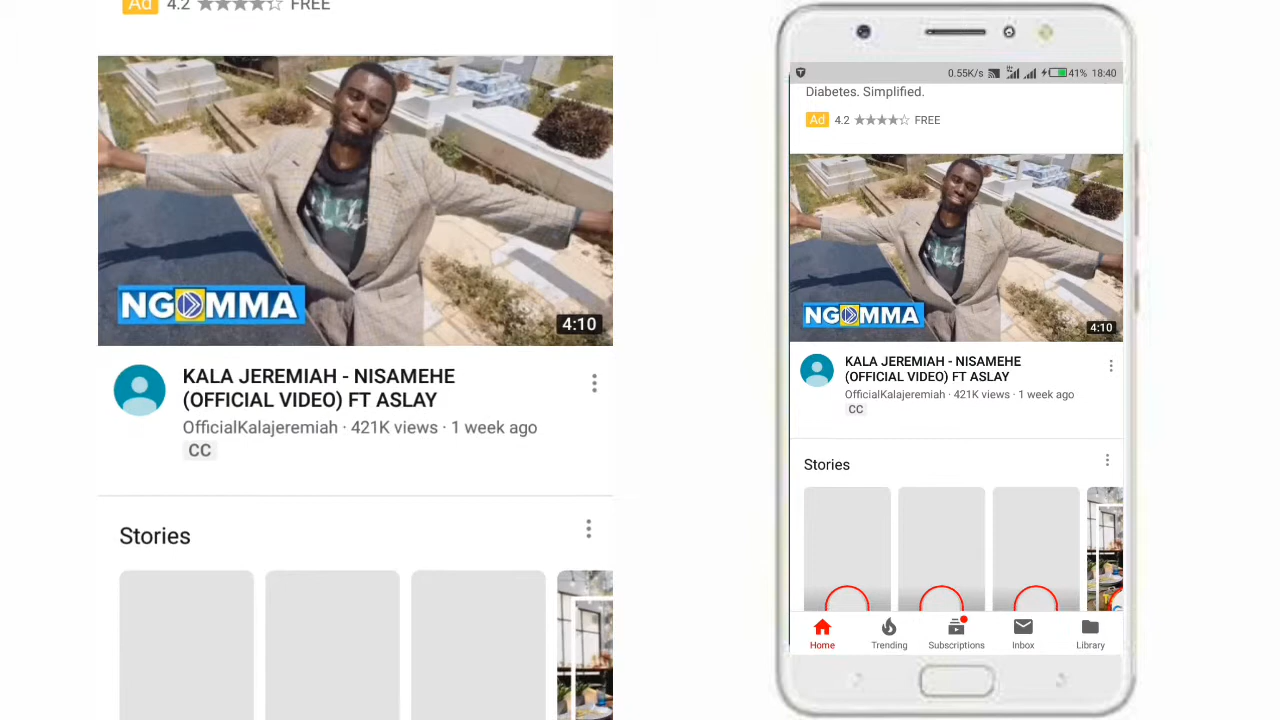 Ad 4.2 FREE
NGOMMA
4:10
KALA JEREMIAH - NISAMEHE
(OFFICIAL VIDEO) FT ASLAY
OfficialKalajeremiah · 421K views · 1 week ago
CC
Stories
0.55K/s 41% 18:40
Diabetes. Simplified.
Ad 4.2 FREE
NGOMMA
4:10
KALA JEREMIAH - NISAMEHE
(OFFICIAL VIDEO) FT ASLAY
OfficialKalajeremiah · 421K views · 1 week ago
CC
Stories
Home Trending Subscriptions Inbox Library